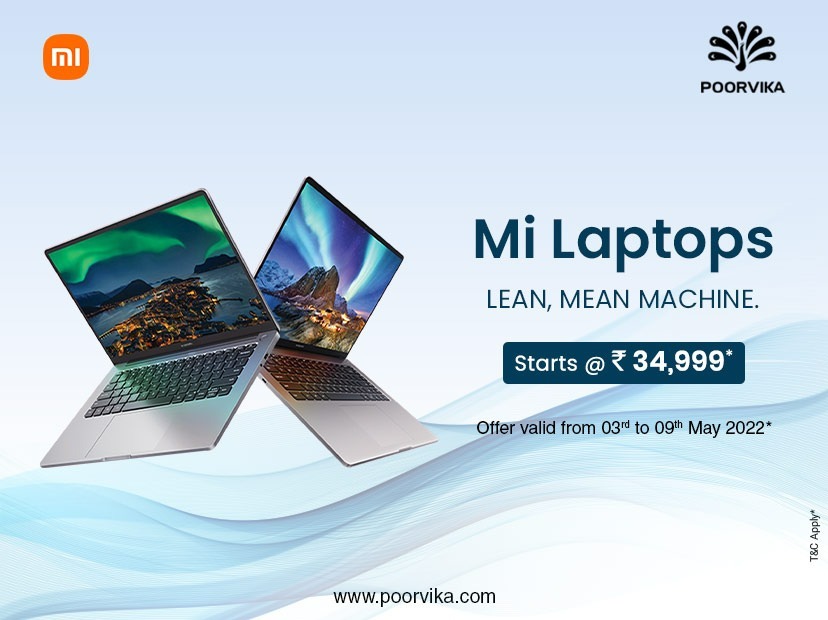 mi
POORVIKA
Mi Laptops
LEAN, MEAN MACHINE.
Starts @ ₹ 34,999*
Offer valid from 03rd to 09th May 2022*
T&C Apply*
www.poorvika.com